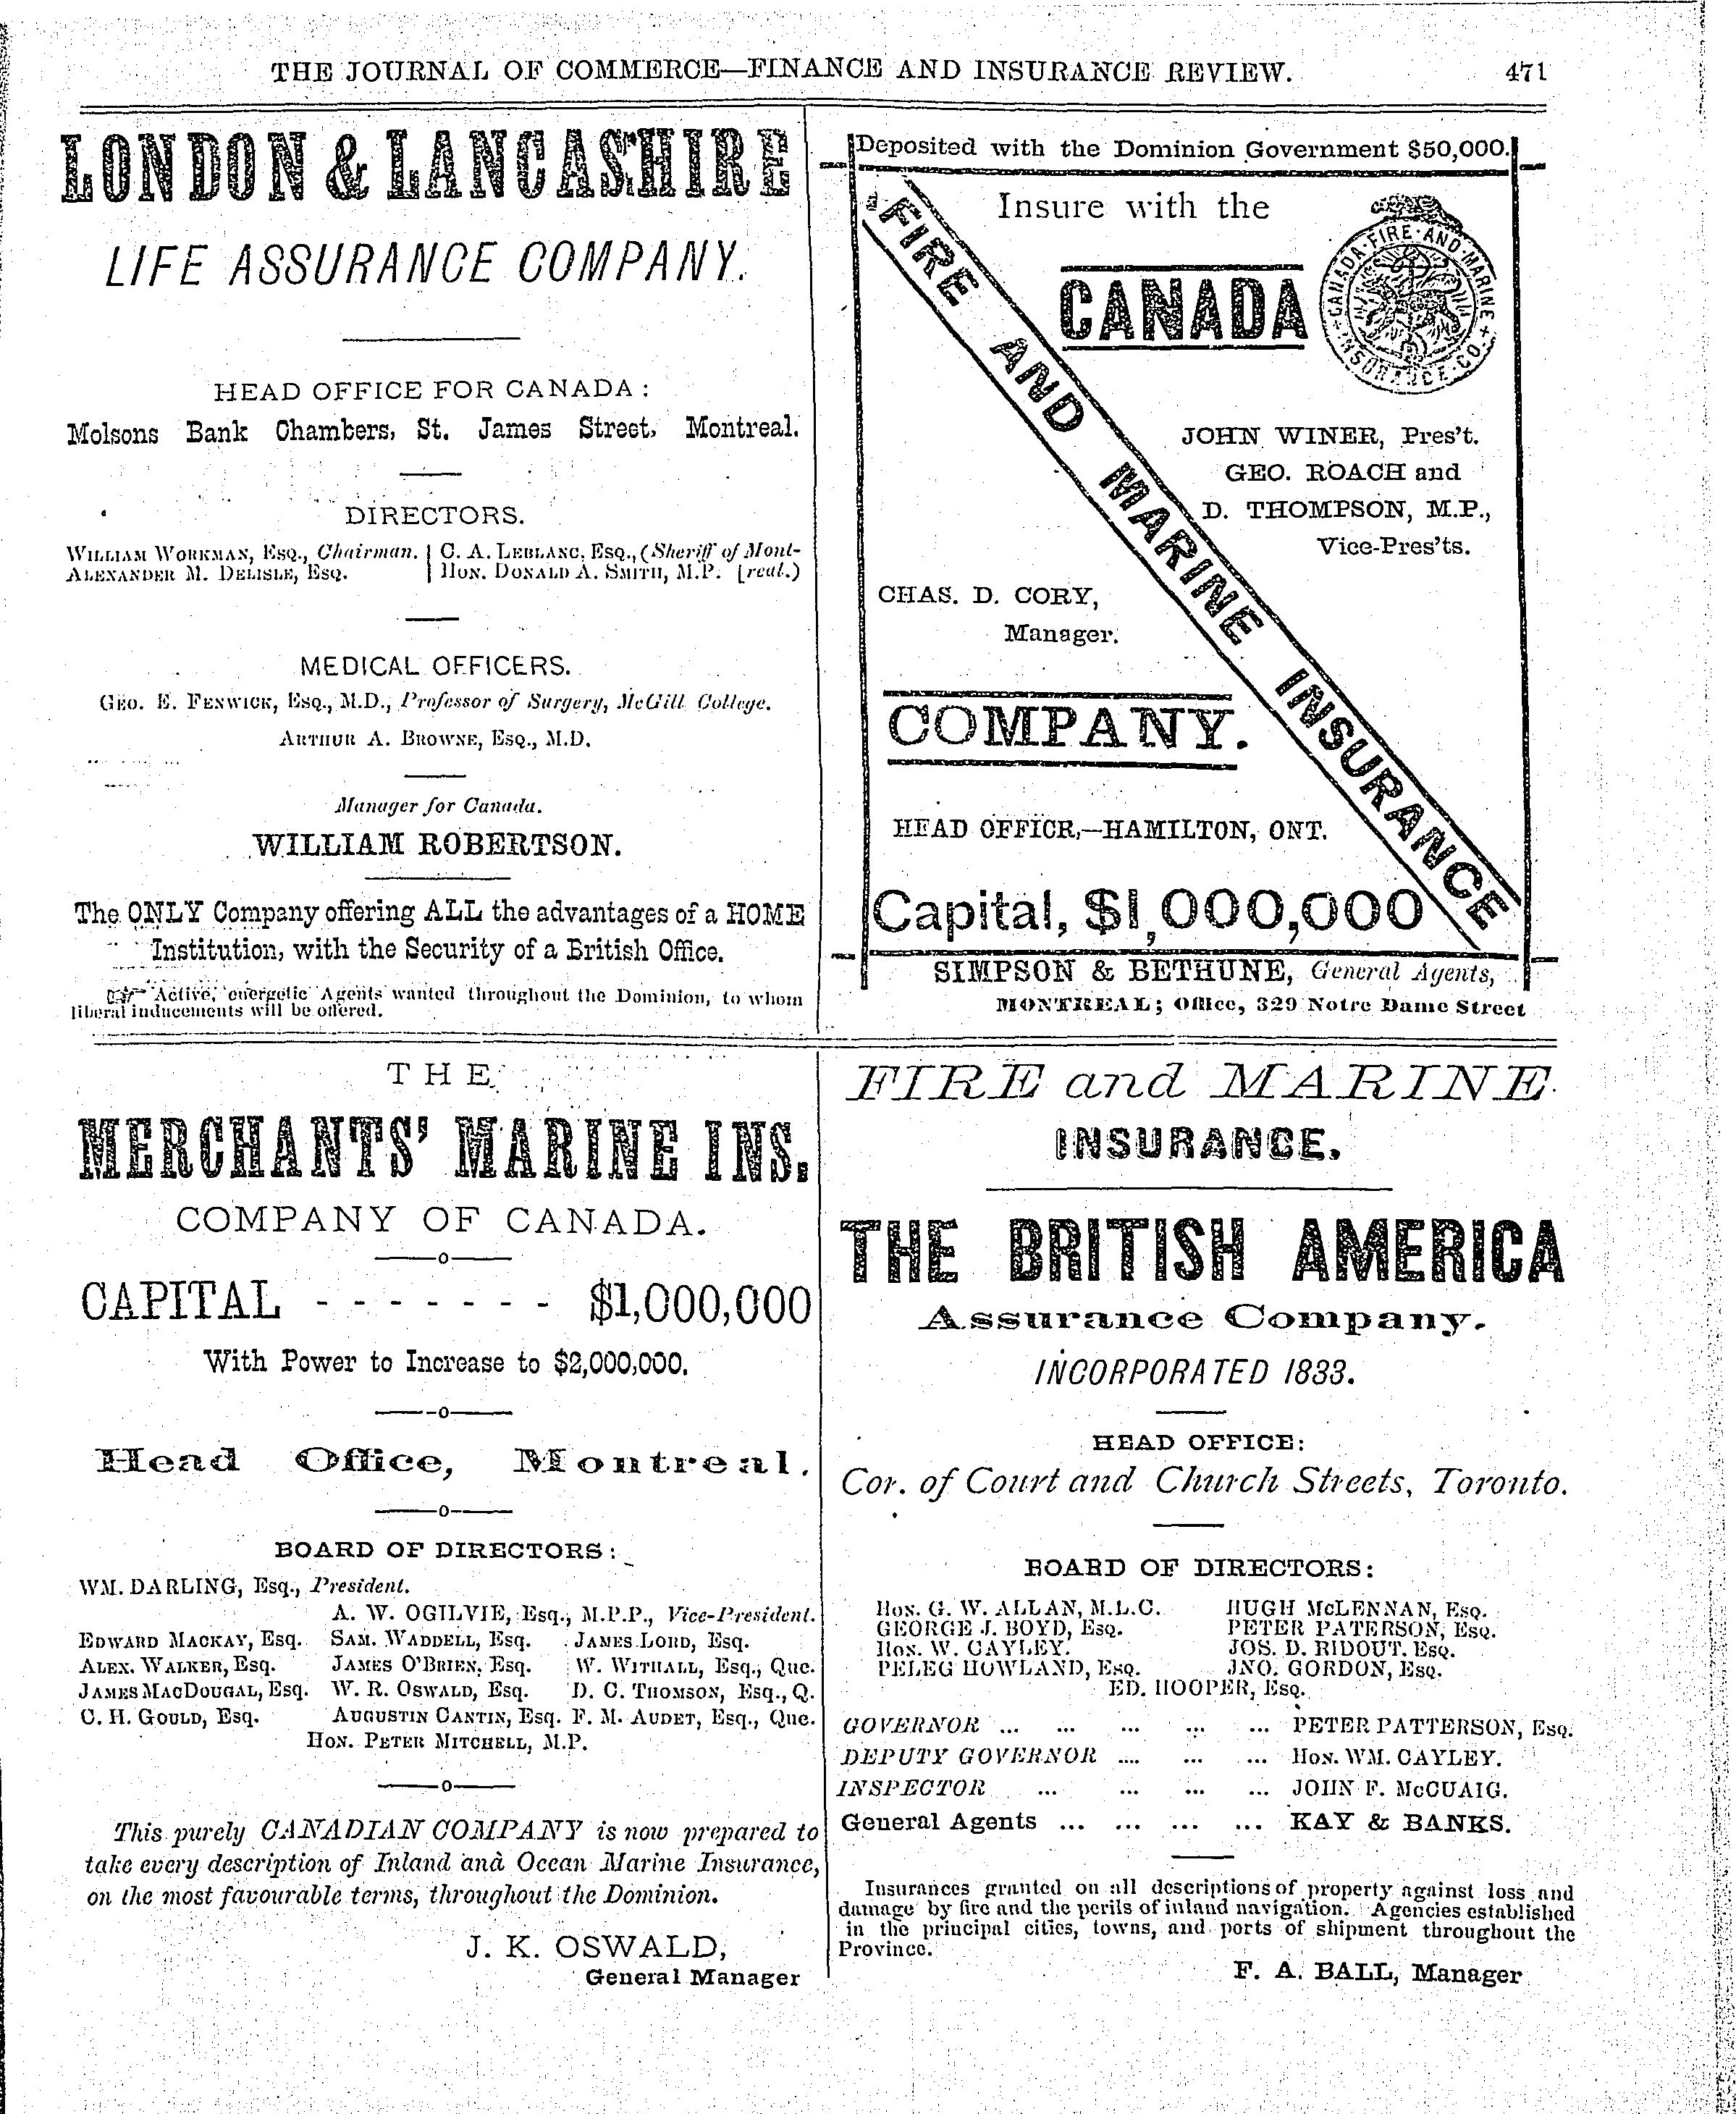 THE JOURNAL OF COMMERCE—FINANCE AND INSURANCE REVIEW. 471
LONDON & LANCASHIRE
LIFE ASSURANCE COMPANY.
HEAD OFFICE FOR CANADA:
Molsons Bank Chambers, St. James Street, Montreal.
DIRECTORS.
WILLIAM WORKMAN, ESQ., Chairman. | C. A. LEBLANC, ESQ., (Sheriff of Mont-
ALEXANDER M. DELISLE, ESQ. | HON. DONALD A. SMITH, M.P. [real.)
MEDICAL OFFICERS.
GEO. E. FENWICK, ESQ., M.D., Professor of Surgery, McGill College.
ARTHUR A. BROWNE, ESQ., M.D.
Manager for Canada.
WILLIAM ROBERTSON.
The ONLY Company offering ALL the advantages of a HOME
Institution, with the Security of a British Office.
☞ Active, energetic Agents wanted throughout the Dominion, to whom
liberal inducements will be offered.
Deposited with the Dominion Government $50,000.
Insure with the
CANADA
CANADA FIRE AND MARINE INSURANCE CO.
FIRE AND MARINE INSURANCE
JOHN WINER, Pres't.
GEO. ROACH and
D. THOMPSON, M.P.,
Vice-Pres'ts.
CHAS. D. CORY,
Manager.
COMPANY.
HEAD OFFICR,—HAMILTON, ONT.
Capital, $1,000,000
SIMPSON & BETHUNE, General Agents,
MONTREAL; Office, 329 Notre Dame Street
THE
MERCHANTS' MARINE INS.
COMPANY OF CANADA.
CAPITAL - - - - - - - $1,000,000
With Power to Increase to $2,000,000.
Head Office, Montreal.
BOARD OF DIRECTORS:
WM. DARLING, Esq., President.
A. W. OGILVIE, Esq., M.P.P., Vice-President.
EDWARD MACKAY, Esq. SAM. WADDELL, Esq. JAMES LORD, Esq.
ALEX. WALKER, Esq. JAMES O'BRIEN, Esq. W. WITHALL, Esq., Que.
JAMES MACDOUGAL, Esq. W. R. OSWALD, Esq. D. C. THOMSON, Esq., Q.
C. H. GOULD, Esq. AUGUSTIN CANTIN, Esq. F. M. AUDET, Esq., Que.
HON. PETER MITCHELL, M.P.
This purely CANADIAN COMPANY is now prepared to
take every description of Inland and Ocean Marine Insurance,
on the most favourable terms, throughout the Dominion.
J. K. OSWALD,
General Manager
FIRE and MARINE
INSURANCE.
THE BRITISH AMERICA
Assurance Company.
INCORPORATED 1833.
HEAD OFFICE:
Cor. of Court and Church Streets, Toronto.
BOARD OF DIRECTORS:
HON. G. W. ALLAN, M.L.C. HUGH McLENNAN, ESQ.
GEORGE J. BOYD, ESQ. PETER PATERSON, ESQ.
HON. W. CAYLEY. JOS. D. RIDOUT, ESQ.
PELEG HOWLAND, ESQ. JNO. GORDON, ESQ.
ED. HOOPER, ESQ.
GOVERNOR ... ... ... ... ... PETER PATTERSON, ESQ.
DEPUTY GOVERNOR .... ... ... HON. WM. CAYLEY.
INSPECTOR ... ... ... ... JOHN F. McCUAIG.
General Agents ... ... ... ... KAY & BANKS.
Insurances granted on all descriptions of property against loss and
damage by fire and the perils of inland navigation. Agencies established
in the principal cities, towns, and ports of shipment throughout the
Province.
F. A. BALL, Manager